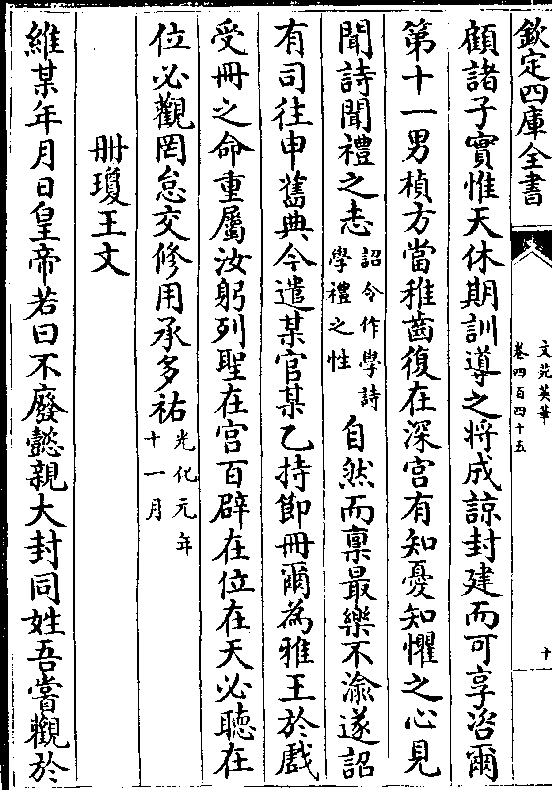 欽定四庫全書
文苑英華
卷四百四十五
十
顧諸子實惟天休期訓導之將成諒封建而可享咨爾
第十一男楨方當稚齒復在深宫有知憂知懼之心見
聞詩聞禮之志詔令作學詩學禮之性自然而稟最樂不渝遂詔
有司往申舊典今遣某官某乙持節冊爾為雅王於戲
受冊之命重屬汝躬列聖在宫百辟在位在天必聽在
位必觀罔怠交修用承多祐光化元年十一月
冊瓊王文
維某年月日皇帝若曰不廢懿親大封同姓吾嘗觀於